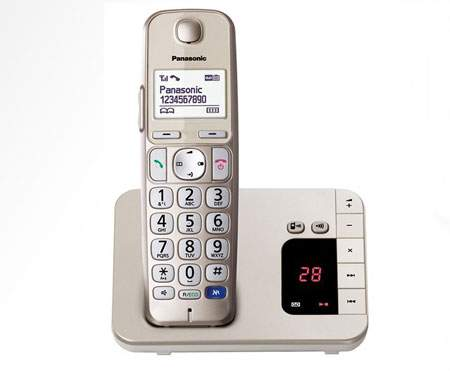 Panasonic
Panasonic
1234567890
1 &.!
2 ABC
3 DEF
4 GHI
5 JKL
6 MNO
7 PQRS
8 TUV
9 WXYZ
* 0 #
R/ECO
28